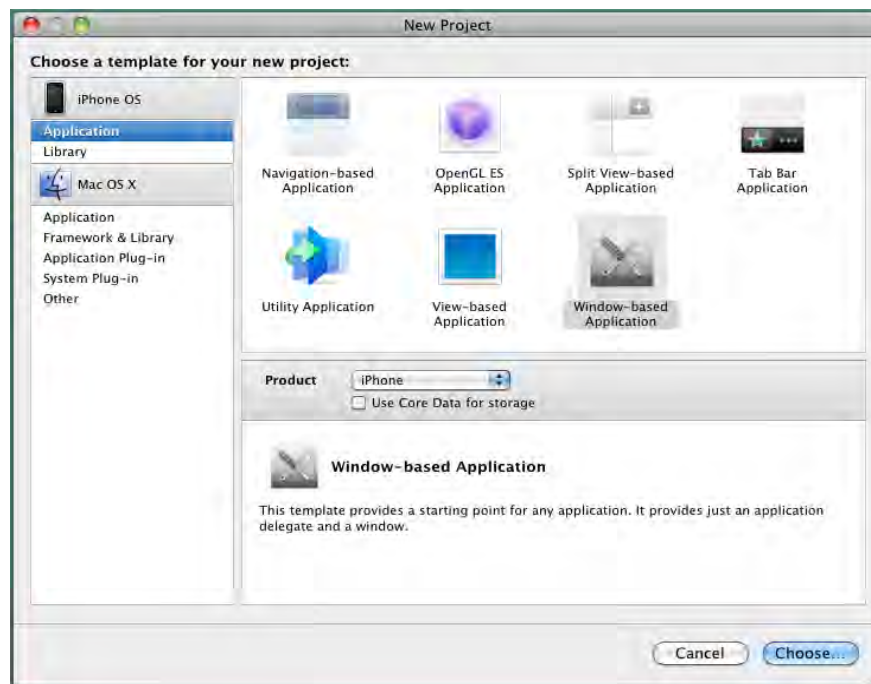 New Project
Choose a template for your new project:
iPhone OS
Application
Library
Mac OS X
Application
Framework & Library
Application Plug-in
System Plug-in
Other
Navigation-based
Application
OpenGL ES
Application
Split View-based
Application
Tab Bar
Application
Utility Application
View-based
Application
Window-based
Application
Product
iPhone
Use Core Data for storage
Window-based Application
This template provides a starting point for any application. It provides just an application
delegate and a window.
Cancel
Choose...